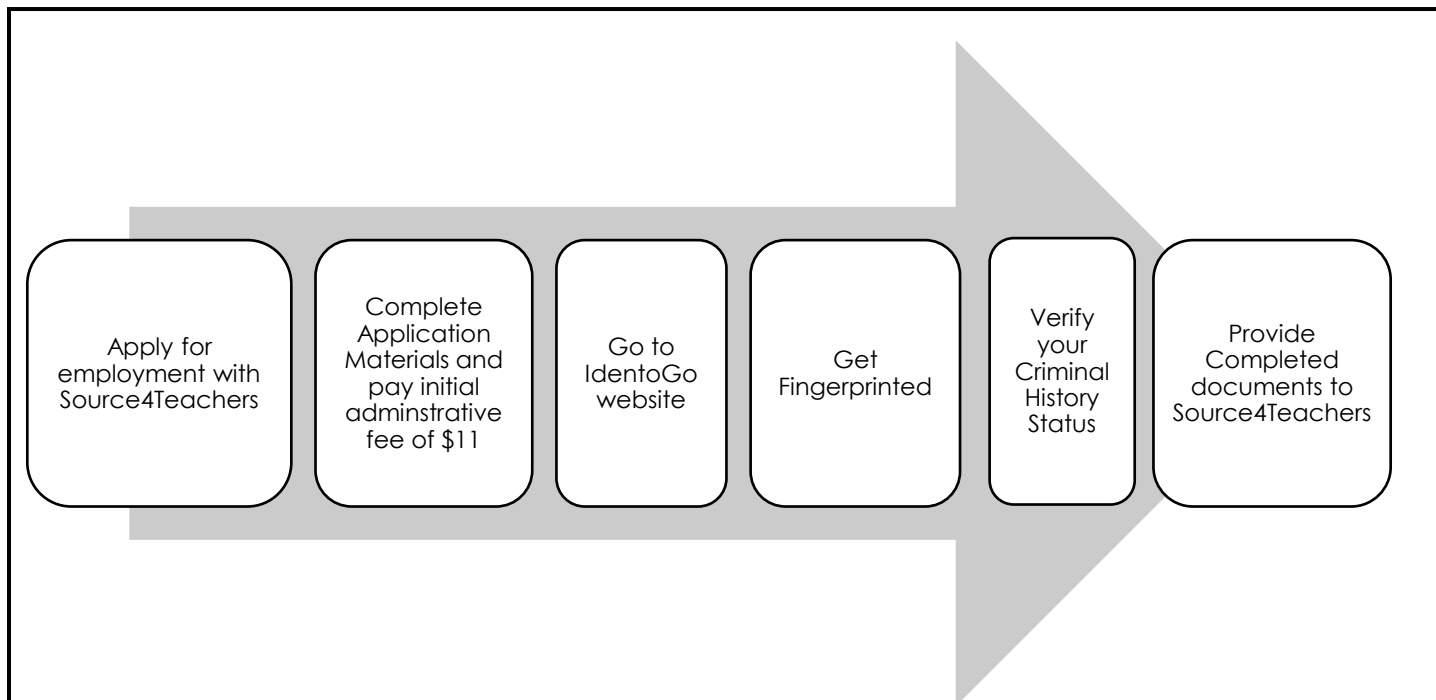 Apply for
employment with
Source4Teachers
Complete
Application
Materials and
pay initial
adminstrative
fee of $11
Go to
IdentoGo
website
Get
Fingerprinted
Verify
your
Criminal
History
Status
Provide
Completed
documents to
Source4Teachers